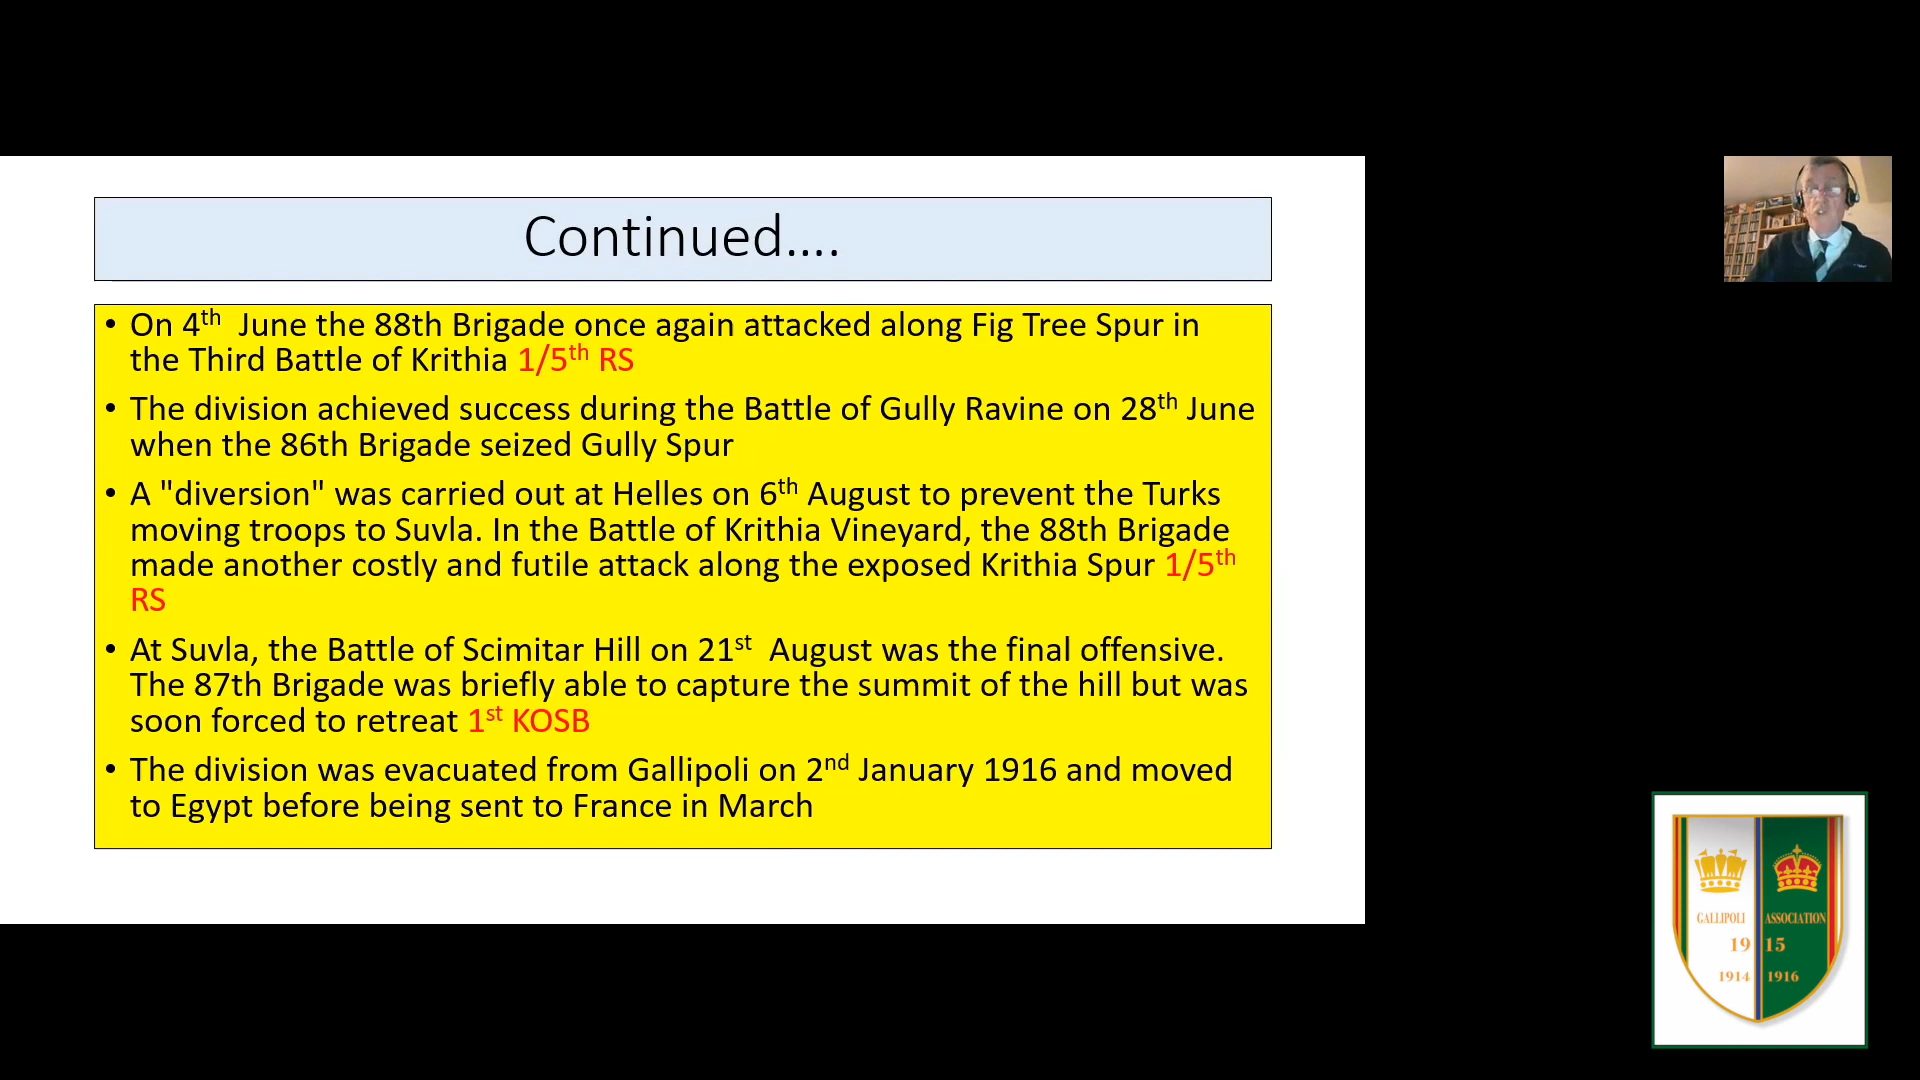 Continued....
• On 4th June the 88th Brigade once again attacked along Fig Tree Spur in
the Third Battle of Krithia 1/5th RS
• The division achieved success during the Battle of Gully Ravine on 28th June
when the 86th Brigade seized Gully Spur
• A "diversion" was carried out at Helles on 6th August to prevent the Turks
moving troops to Suvla. In the Battle of Krithia Vineyard, the 88th Brigade
made another costly and futile attack along the exposed Krithia Spur 1/5th
RS
• At Suvla, the Battle of Scimitar Hill on 21st August was the final offensive.
The 87th Brigade was briefly able to capture the summit of the hill but was
soon forced to retreat 1st KOSB
• The division was evacuated from Gallipoli on 2nd January 1916 and moved
to Egypt before being sent to France in March
GALLIPOLI ASSOCIATION
19 15
1914 1916